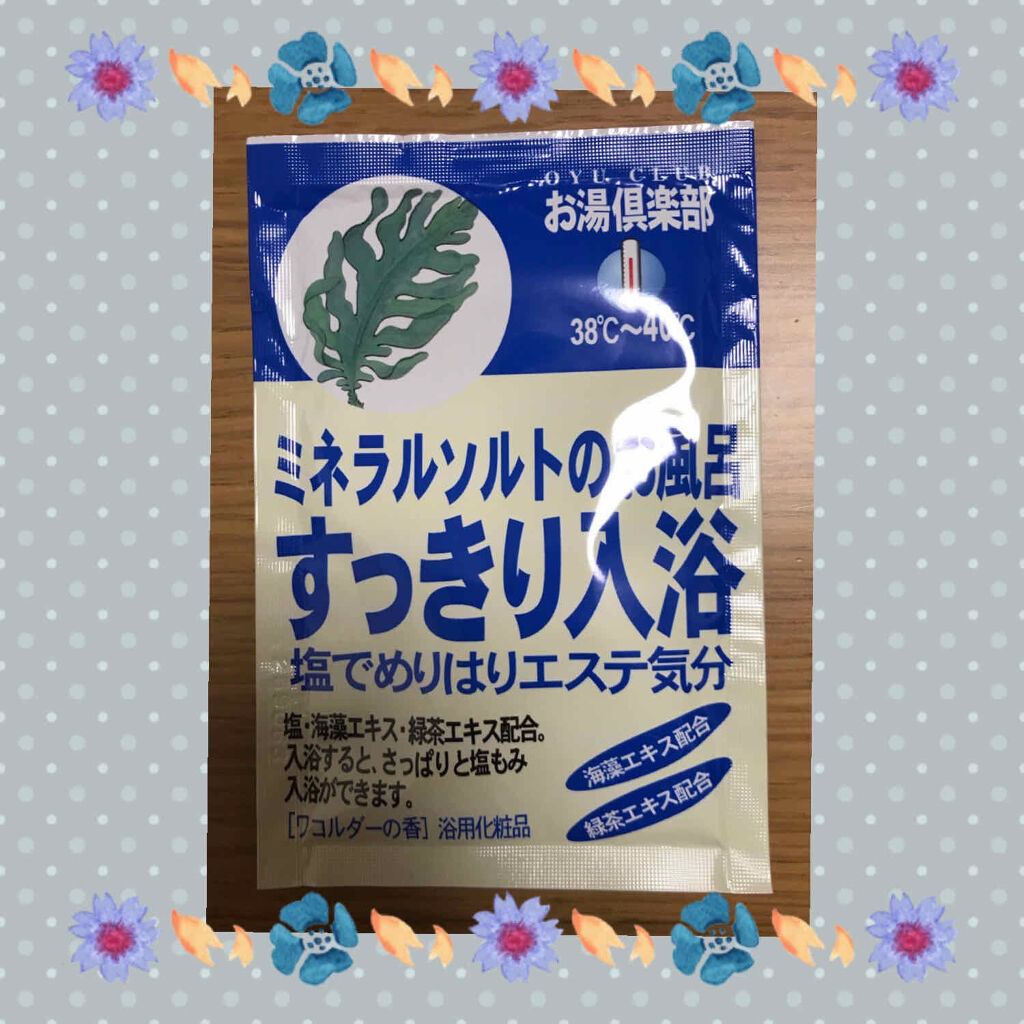 OYU CLUB
お湯倶楽部
38℃～40℃
ミネラルソルトのお風呂
すっきり入浴
塩でめりはりエステ気分
塩・海藻エキス・緑茶エキス配合。
入浴すると、さっぱりと塩もみ
入浴ができます。
［ワコルダーの香］浴用化粧品
海藻エキス配合
緑茶エキス配合